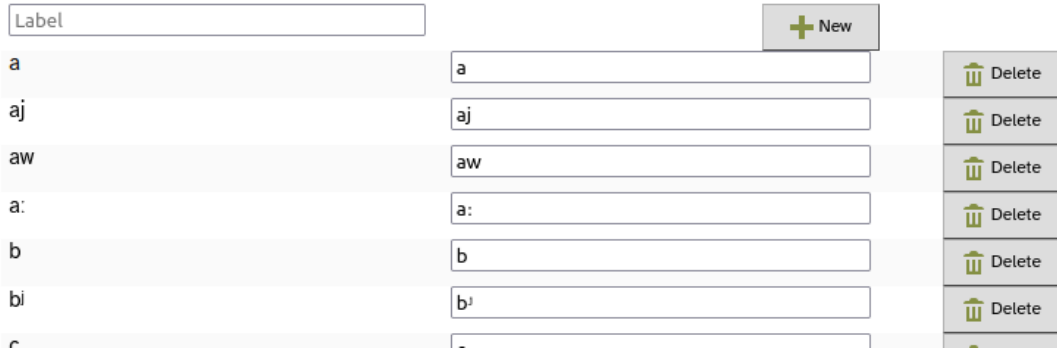 Label New
a a Delete
aj aj Delete
aw aw Delete
aː aː Delete
b b Delete
bʲ bʲ Delete